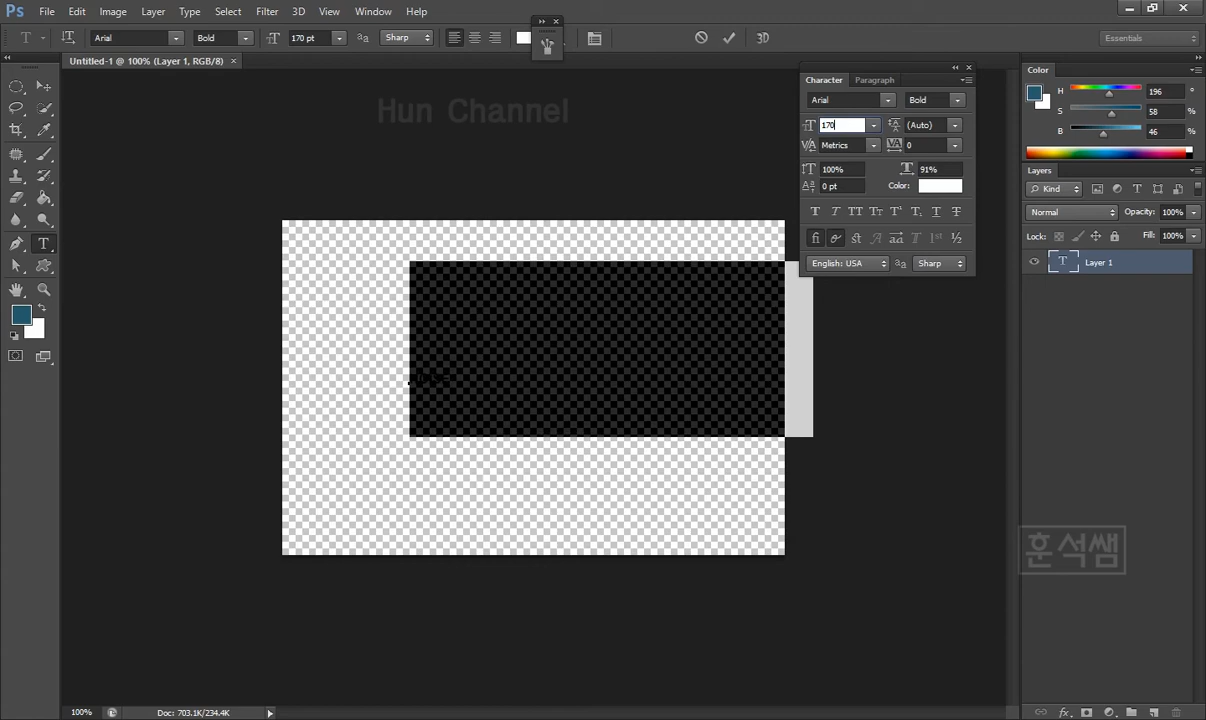 Ps File Edit Image Layer Type Select Filter 3D View Window Help
T Arial Bold 170 pt aa Sharp 3D Essentials
Untitled-1 @ 100% (Layer 1, RGB/8) ×
Hun Channel
Character Paragraph
Arial Bold
170 (Auto)
Metrics 0
100% 91%
0 pt Color:
English: USA aa Sharp
Color
H 196 °
S 58 %
B 46 %
Layers
Kind
Normal Opacity: 100%
Lock: Fill: 100%
T Layer 1
훈석쌤
100% Doc: 703.1K/234.4K